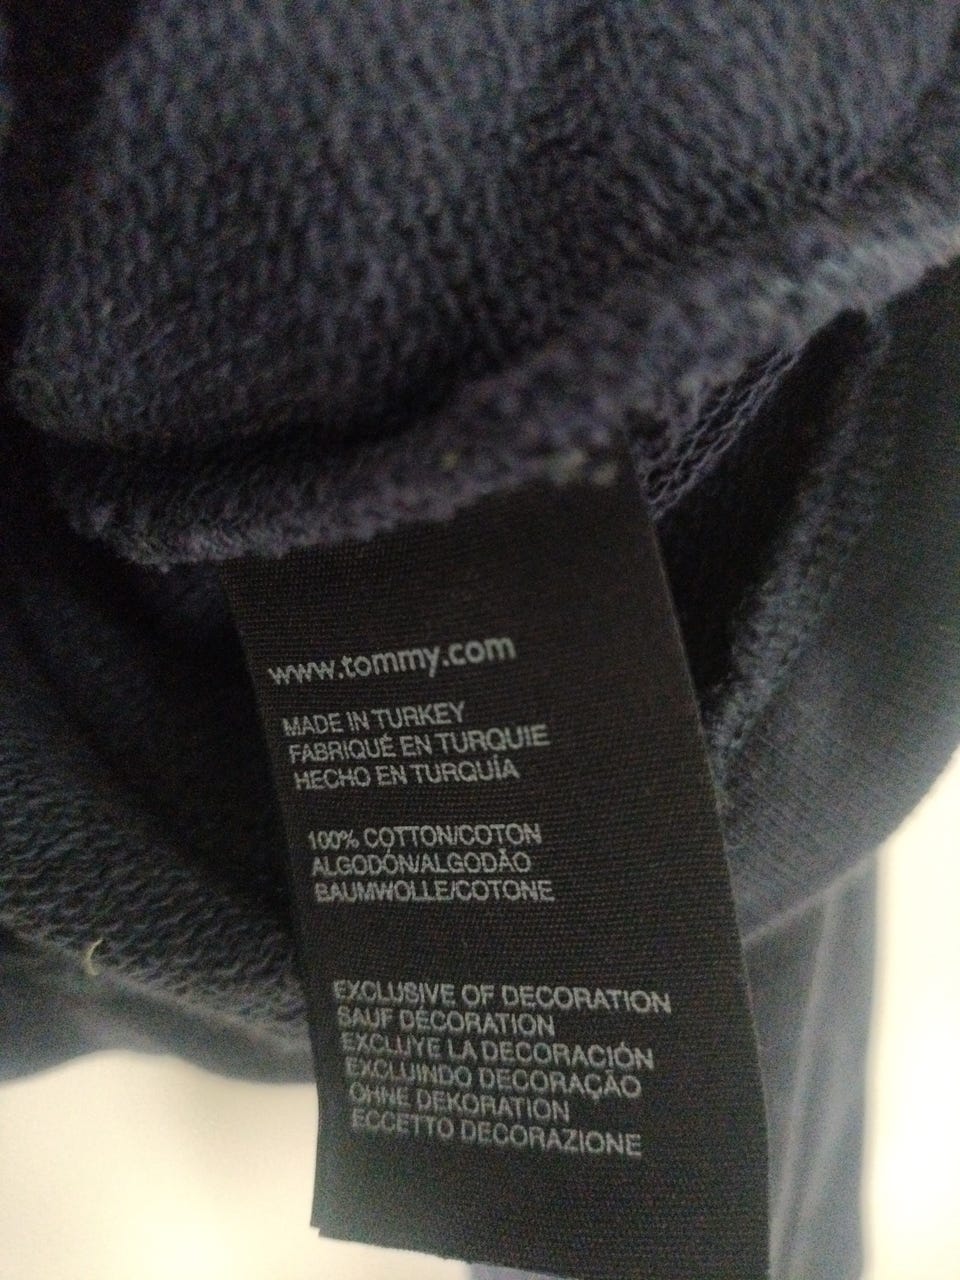 www.tommy.com
MADE IN TURKEY
FABRIQUÉ EN TURQUIE
HECHO EN TURQUÍA
100% COTTON/COTON
ALGODÓN/ALGODÃO
BAUMWOLLE/COTONE
EXCLUSIVE OF DECORATION
SAUF DÉCORATION
EXCLUYE LA DECORACIÓN
EXCLUINDO DECORAÇÃO
OHNE DEKORATION
ECCETTO DECORAZIONE